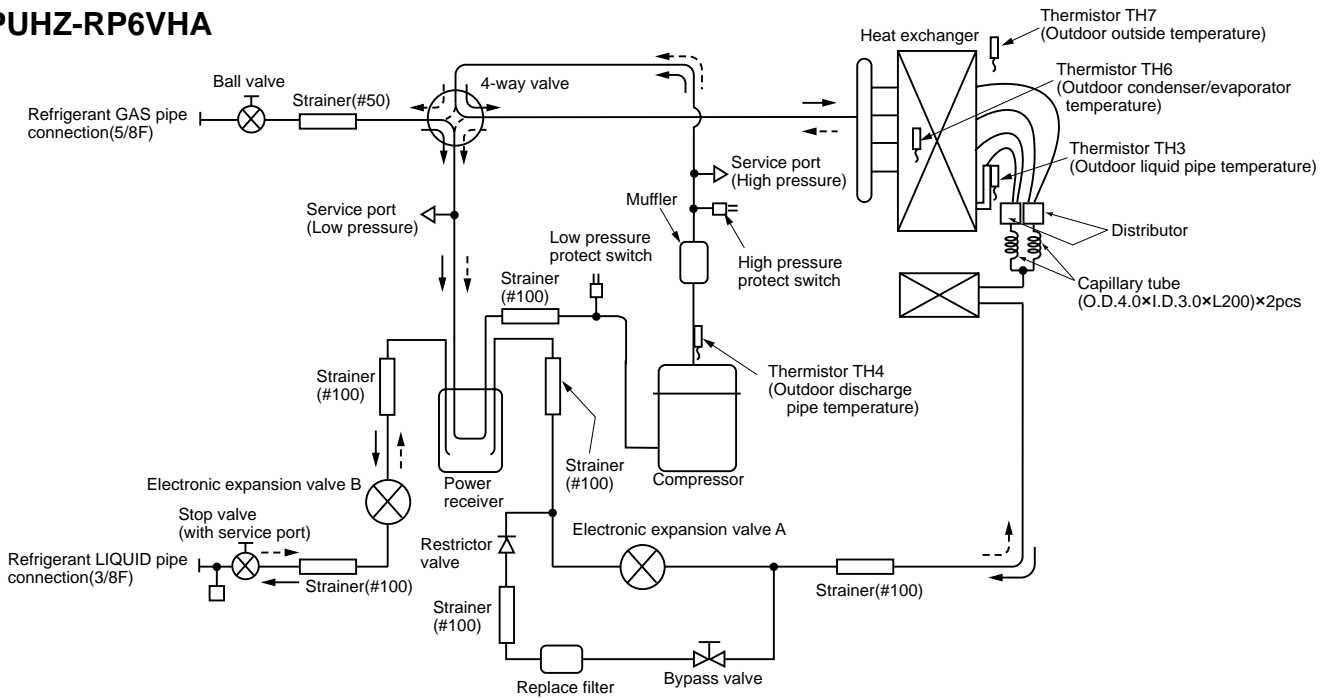 PUHZ-RP6VHA
Ball valve
Refrigerant GAS pipe
connection(5/8F)
Strainer(#50)
4-way valve
Heat exchanger
Thermistor TH7
(Outdoor outside temperature)
Thermistor TH6
(Outdoor condenser/evaporator
temperature)
Thermistor TH3
(Outdoor liquid pipe temperature)
Service port
(High pressure)
Service port
(Low pressure)
Muffler
Low pressure
protect switch
High pressure
protect switch
Distributor
Capillary tube
(O.D.4.0×I.D.3.0×L200)×2pcs
Strainer
(#100)
Strainer
(#100)
Thermistor TH4
(Outdoor discharge
pipe temperature)
Strainer
(#100)
Compressor
Power
receiver
Electronic expansion valve B
Stop valve
(with service port)
Refrigerant LIQUID pipe
connection(3/8F)
Strainer(#100)
Restrictor
valve
Electronic expansion valve A
Strainer(#100)
Strainer
(#100)
Replace filter
Bypass valve